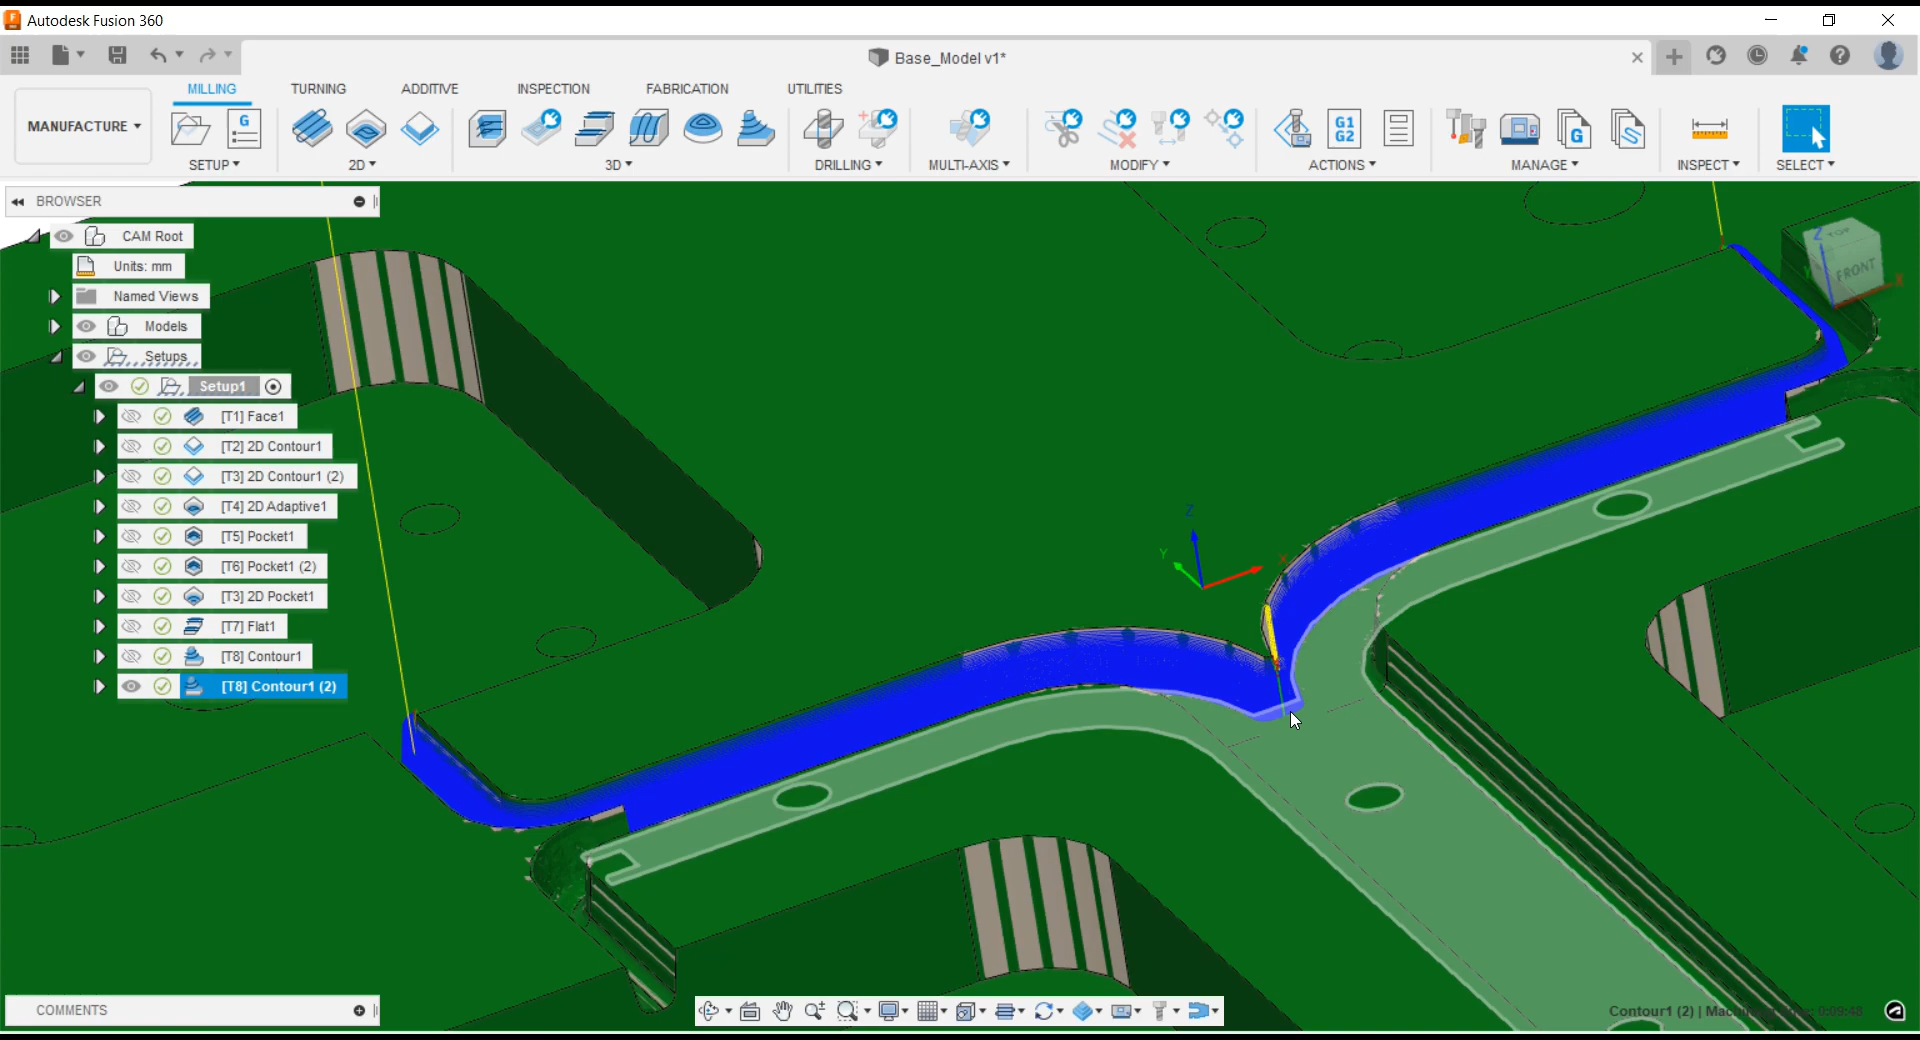 Autodesk Fusion 360
Base_Model v1*
MILLING TURNING ADDITIVE INSPECTION FABRICATION UTILITIES
MANUFACTURE
G
G1
G2
G
SETUP 2D 3D DRILLING MULTI-AXIS MODIFY ACTIONS MANAGE INSPECT SELECT
BROWSER
CAM Root
Units: mm
Named Views
Models
Setups
Setup1
[T1] Face1
[T2] 2D Contour1
[T3] 2D Contour1 (2)
[T4] 2D Adaptive1
[T5] Pocket1
[T6] Pocket1 (2)
[T3] 2D Pocket1
[T7] Flat1
[T8] Contour1
[T8] Contour1 (2)
TOP
FRONT
Z
X
Z
Y
X
COMMENTS
Contour1 (2) |